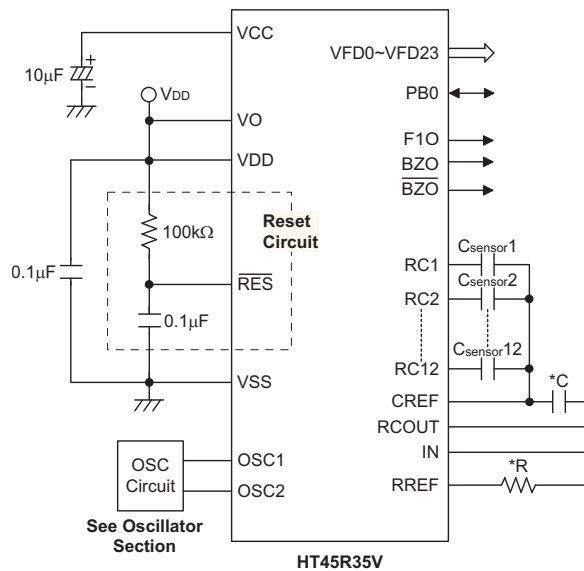 VCC
VFD0~VFD23
10μF
+
−
VDD
PB0
VO
F1O
VDD
BZO
BZO
Reset
Circuit
100kΩ
Csensor1
RC1
0.1μF
RES
Csensor2
RC2
0.1μF
Csensor12
RC12
VSS
CREF
*C
RCOUT
OSC
Circuit
OSC1
IN
OSC2
RREF
*R
See Oscillator
Section
HT45R35V